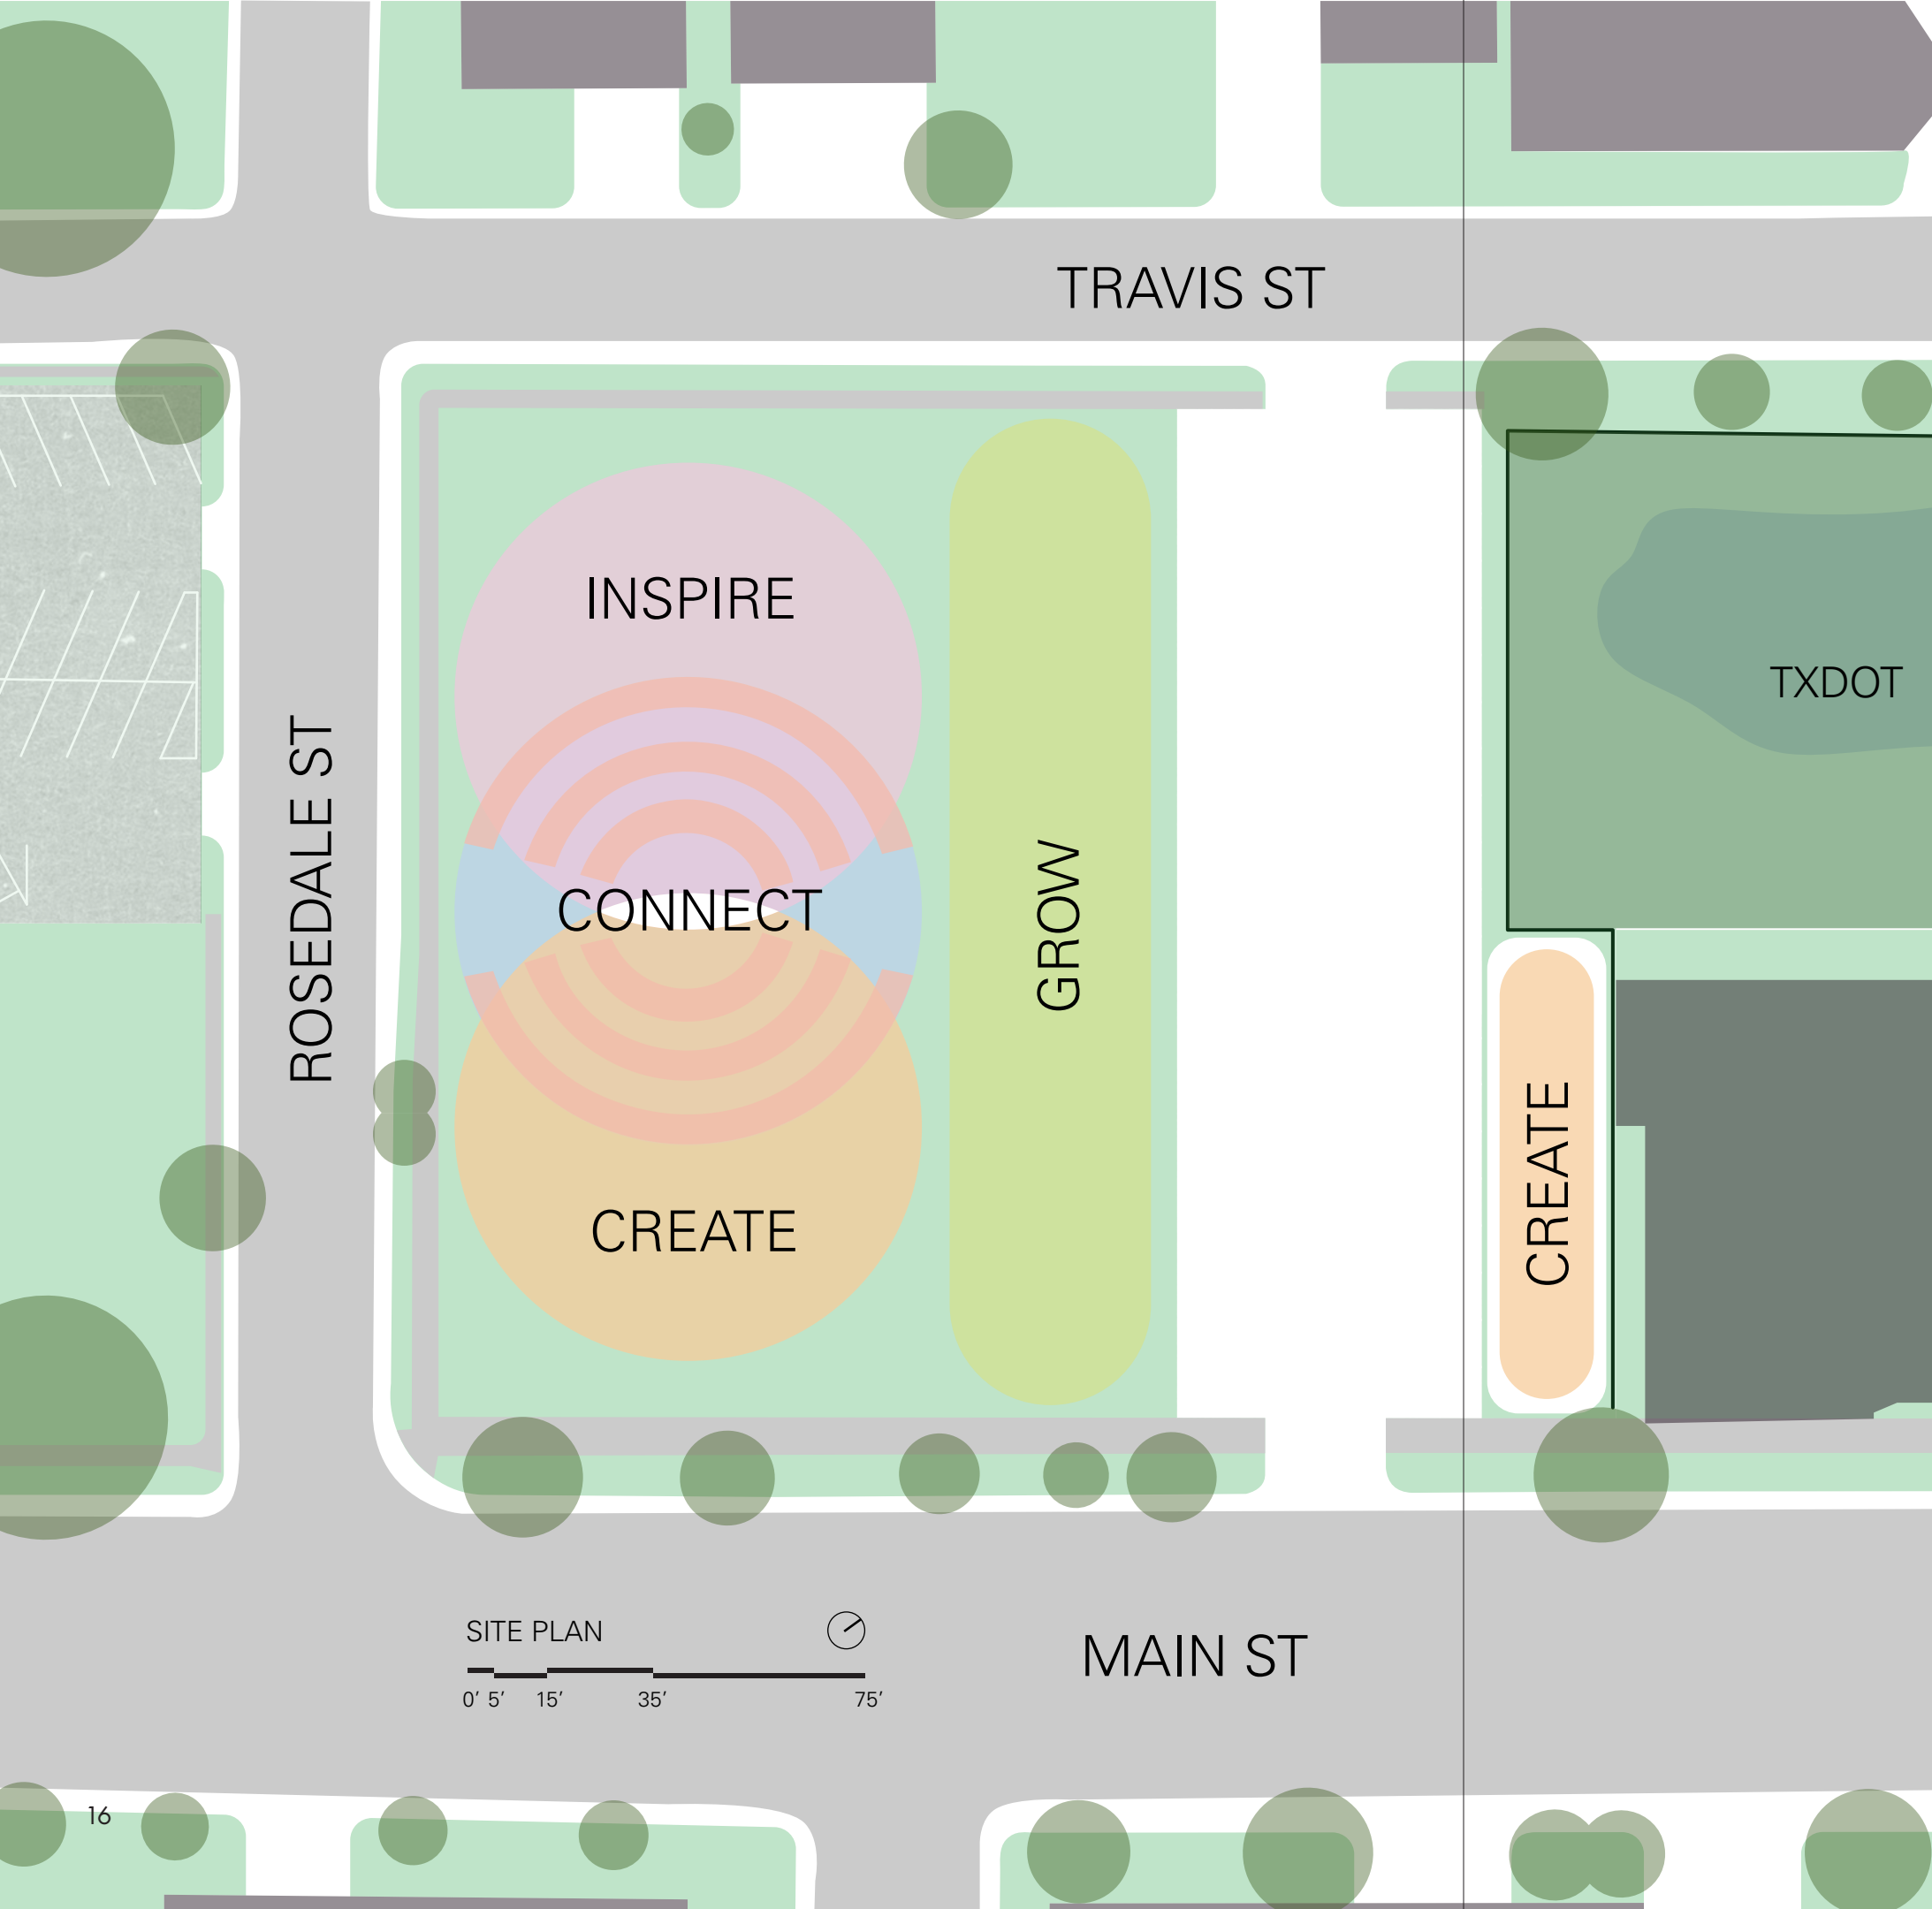 TRAVIS ST
INSPIRE
TXDOT
ROSEDALE ST
CONNECT
GROW
CREATE
CREATE
SITE PLAN
MAIN ST
0' 5' 15' 35' 75'
16